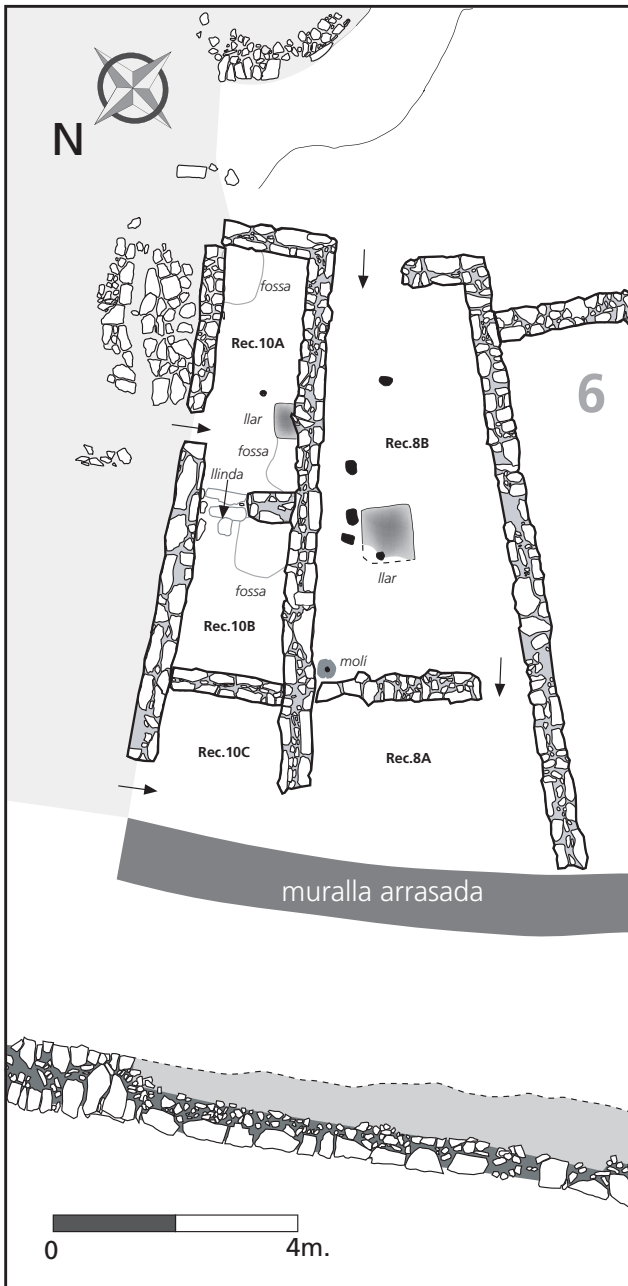 N
fossa
Rec.10A
6
llar
Rec.8B
fossa
llinda
llar
fossa
Rec.10B
molí
Rec.10C
Rec.8A
muralla arrasada
0
4m.